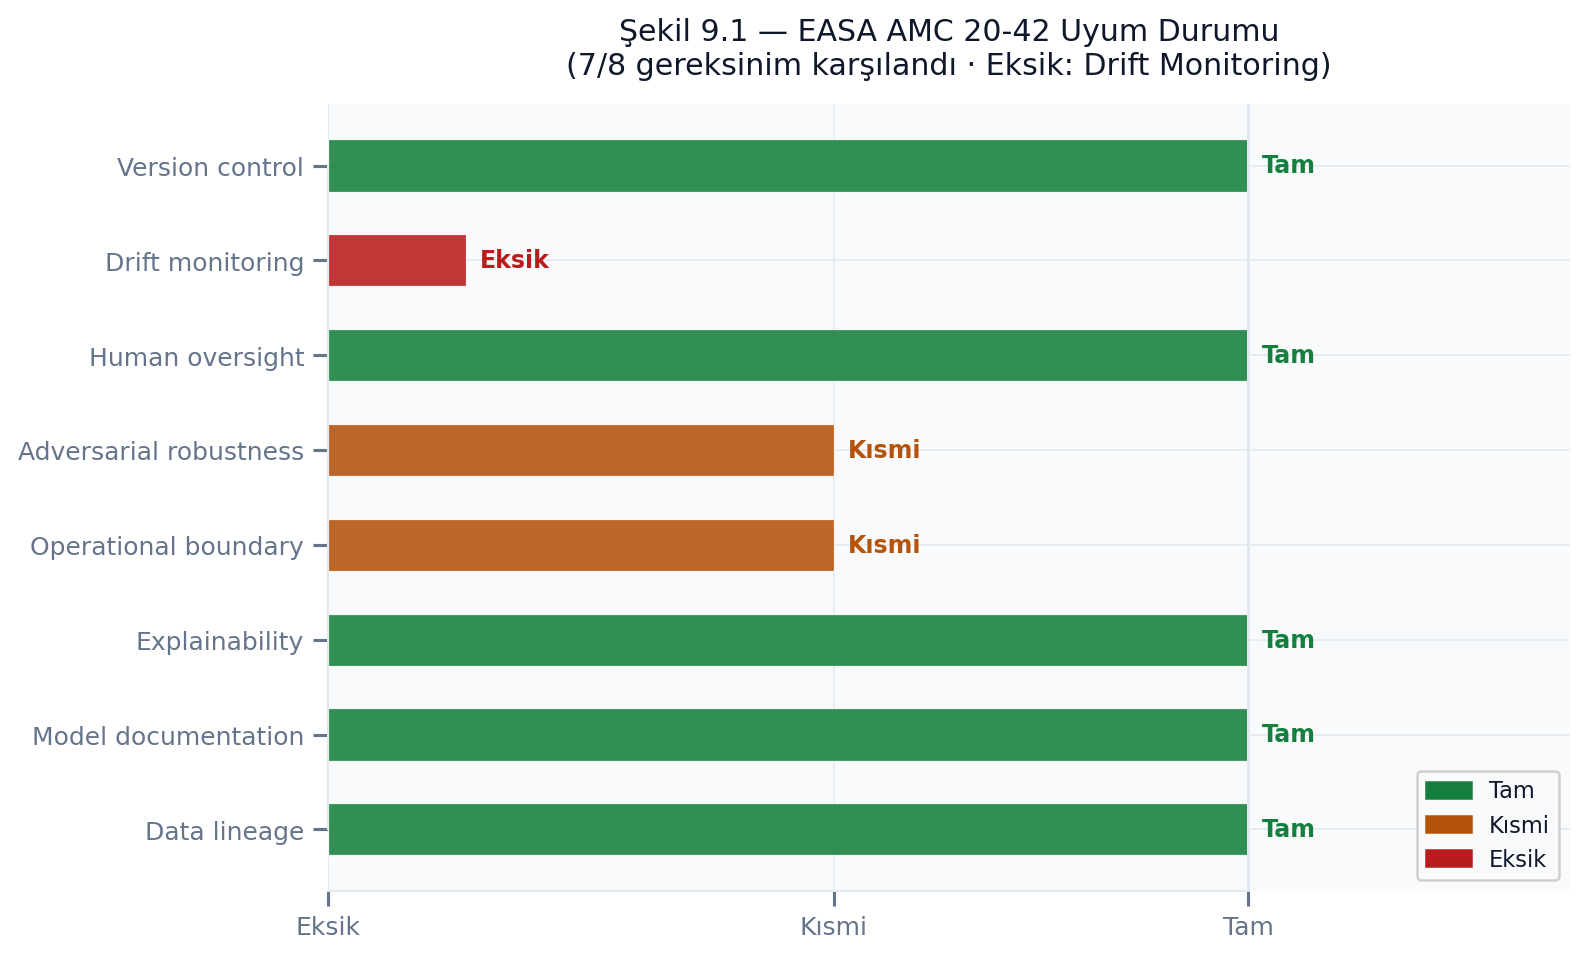 Şekil 9.1 — EASA AMC 20-42 Uyum Durumu
(7/8 gereksinim karşılandı · Eksik: Drift Monitoring)
Version control
Tam
Drift monitoring
Eksik
Human oversight
Tam
Adversarial robustness
Kısmi
Operational boundary
Kısmi
Explainability
Tam
Model documentation
Tam
Data lineage
Tam
Tam
Kısmi
Eksik
Eksik
Kısmi
Tam